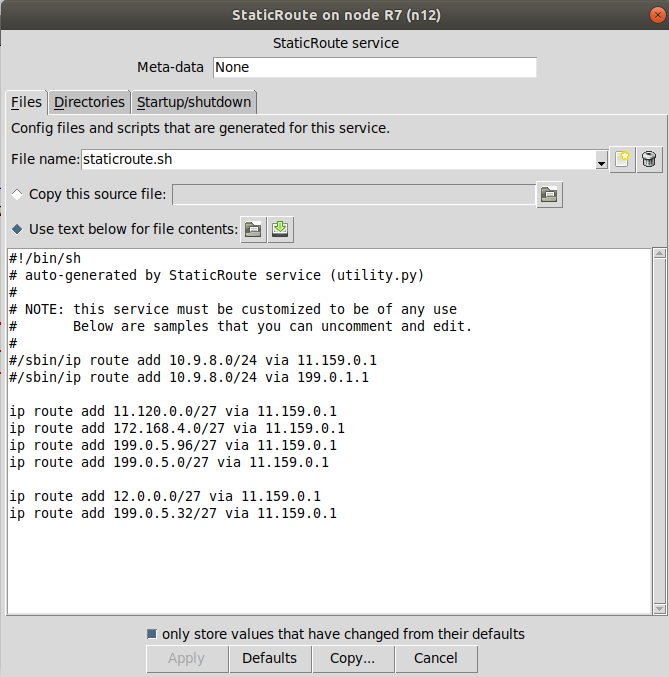 StaticRoute on node R7 (n12)
StaticRoute service
Meta-data None
Files Directories Startup/shutdown
Config files and scripts that are generated for this service.
File name: staticroute.sh
Copy this source file:
Use text below for file contents:
#!/bin/sh
# auto-generated by StaticRoute service (utility.py)
#
# NOTE: this service must be customized to be of any use
#       Below are samples that you can uncomment and edit.
#
#/sbin/ip route add 10.9.8.0/24 via 11.159.0.1
#/sbin/ip route add 10.9.8.0/24 via 199.0.1.1
ip route add 11.120.0.0/27 via 11.159.0.1
ip route add 172.168.4.0/27 via 11.159.0.1
ip route add 199.0.5.96/27 via 11.159.0.1
ip route add 199.0.5.0/27 via 11.159.0.1
ip route add 12.0.0.0/27 via 11.159.0.1
ip route add 199.0.5.32/27 via 11.159.0.1
only store values that have changed from their defaults
Apply Defaults Copy... Cancel